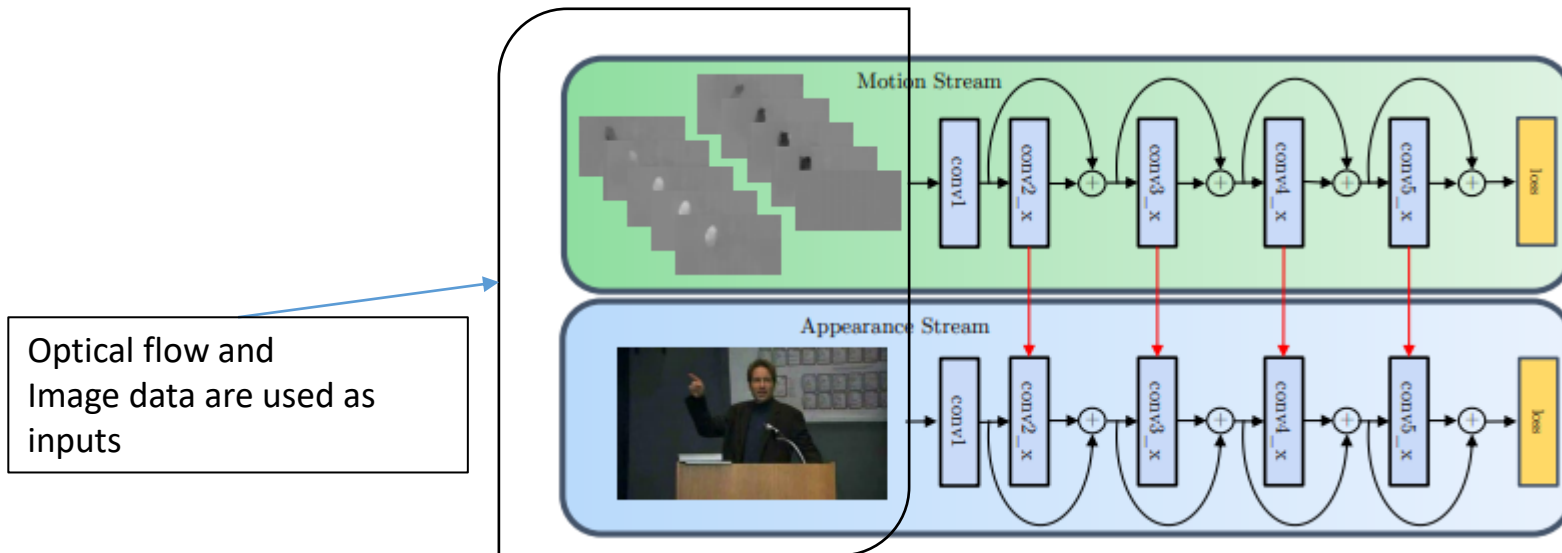 Motion Stream
conv1
conv2_x
+
conv3_x
+
conv4_x
+
conv5_x
+
loss
Optical flow and
Image data are used as
inputs
Appearance Stream
conv1
conv2_x
+
conv3_x
+
conv4_x
+
conv5_x
+
loss